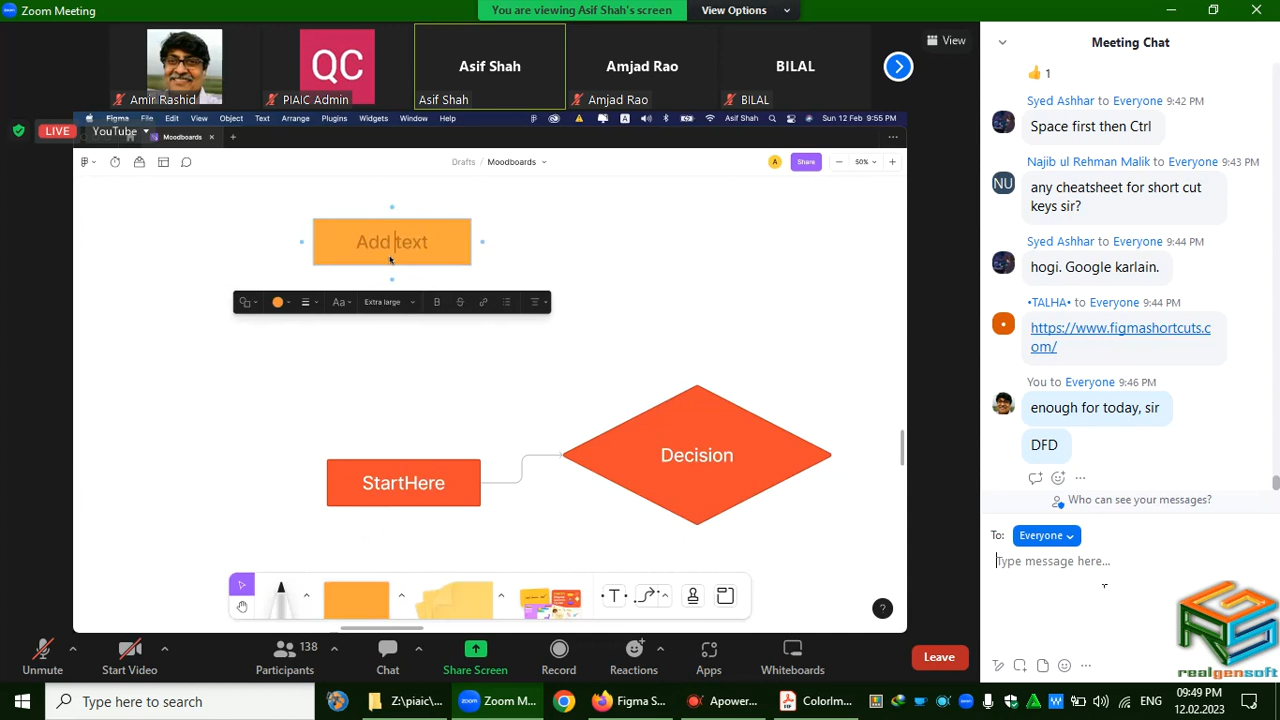 Zoom Meeting
You are viewing Asif Shah's screen
View Options
View
QC
Asif Shah
Amjad Rao
BILAL
Amir Rashid
PIAIC Admin
Asif Shah
Amjad Rao
BILAL
LIVE
YouTube
Figma File Edit View Object Text Arrange Plugins Widgets Window Help
A
Asif Shah
Sun 12 Feb 9:55 PM
Moodboards
Drafts / Moodboards
A
Share
50%
Add text
Aa
Extra large
B
S
StartHere
Decision
T
?
Meeting Chat
1
Syed Ashhar to Everyone 9:42 PM
Space first then Ctrl
Najib ul Rehman Malik to Everyone 9:43 PM
NU
any cheatsheet for short cut
keys sir?
Syed Ashhar to Everyone 9:44 PM
hogi. Google karlain.
•TALHA• to Everyone 9:44 PM
https://www.figmashortcuts.c
om/
You to Everyone 9:46 PM
enough for today, sir
DFD
Who can see your messages?
To: Everyone
Type message here...
realgensoft
Unmute
Start Video
138
Participants
Chat
Share Screen
Record
Reactions
Apps
Whiteboards
Leave
Type here to search
Z:\piaic\...
Zoom M...
Figma S...
Apower...
ColorIm...
ENG
09:49 PM
12.02.2023